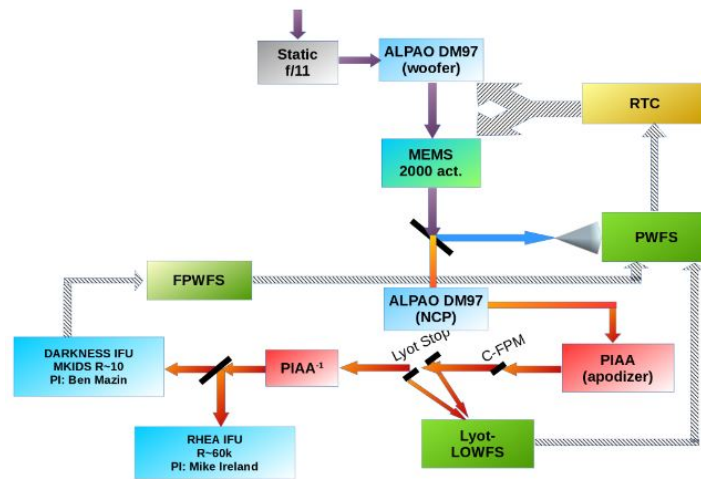 Static
f/11
ALPAO DM97
(woofer)
RTC
MEMS
2000 act.
PWFS
FPWFS
ALPAO DM97
(NCP)
Lyot Stop
C-FPM
DARKNESS IFU
MKIDS R~10
PI: Ben Mazin
PIAA-1
PIAA
(apodizer)
RHEA IFU
R~60k
PI: Mike Ireland
Lyot-
LOWFS